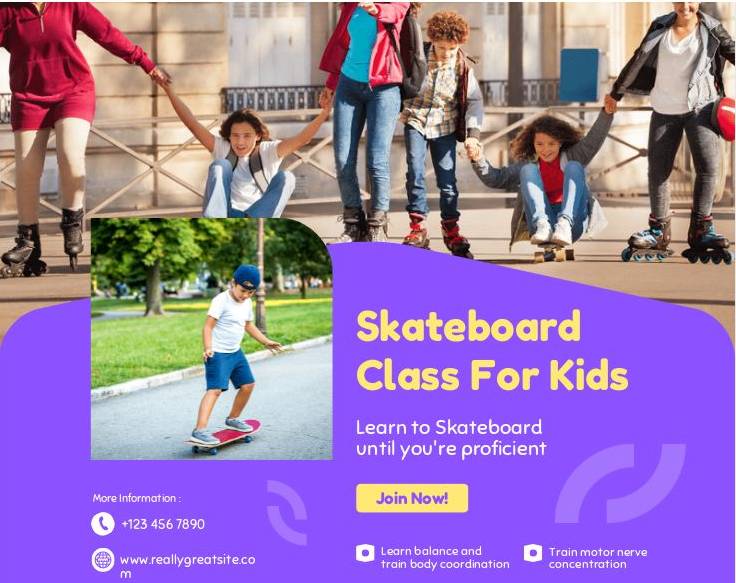 Skateboard
Class For Kids
Learn to Skateboard
until you're proficient
Join Now!
More Information :
+123 456 7890
www.reallygreatsite.co
m
Learn balance and
train body coordination
Train motor nerve
concentration